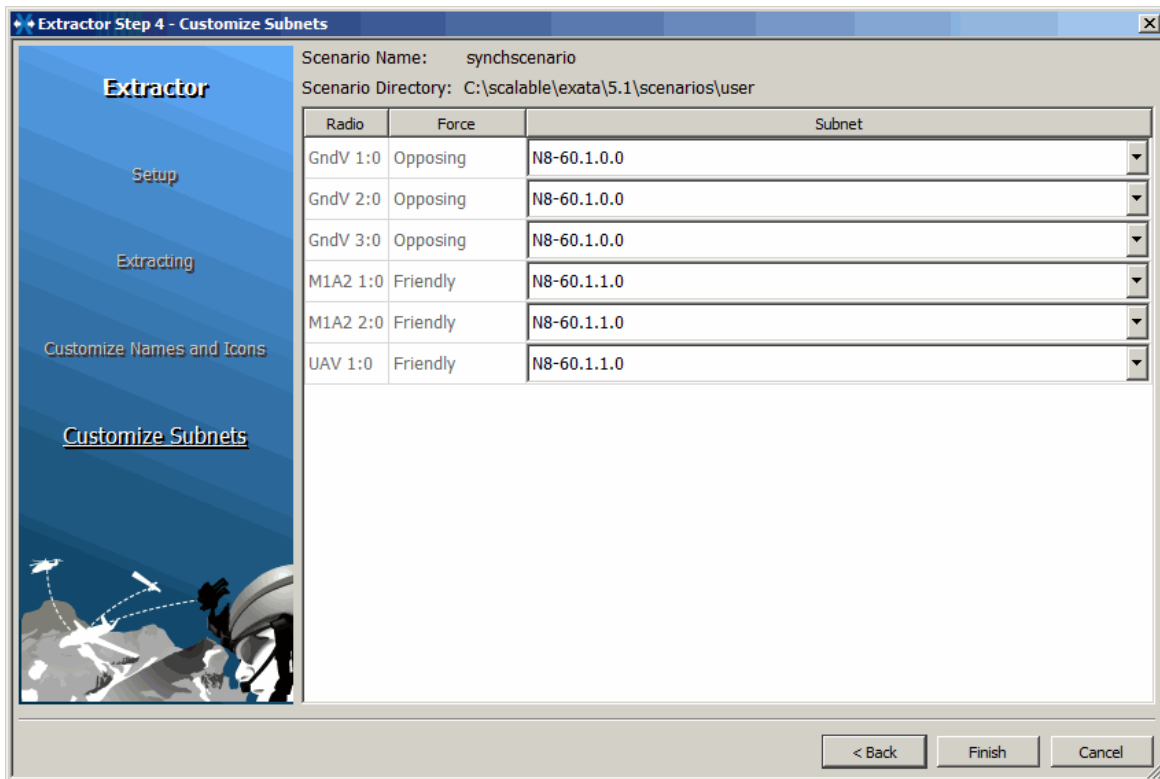 Extractor Step 4 - Customize Subnets
Extractor
Setup
Extracting
Customize Names and Icons
Customize Subnets
Scenario Name: synchscenario
Scenario Directory: C:\scalable\exata\5.1\scenarios\user
Radio Force Subnet
GndV 1:0 Opposing N8-60.1.0.0
GndV 2:0 Opposing N8-60.1.0.0
GndV 3:0 Opposing N8-60.1.0.0
M1A2 1:0 Friendly N8-60.1.1.0
M1A2 2:0 Friendly N8-60.1.1.0
UAV 1:0 Friendly N8-60.1.1.0
< Back Finish Cancel